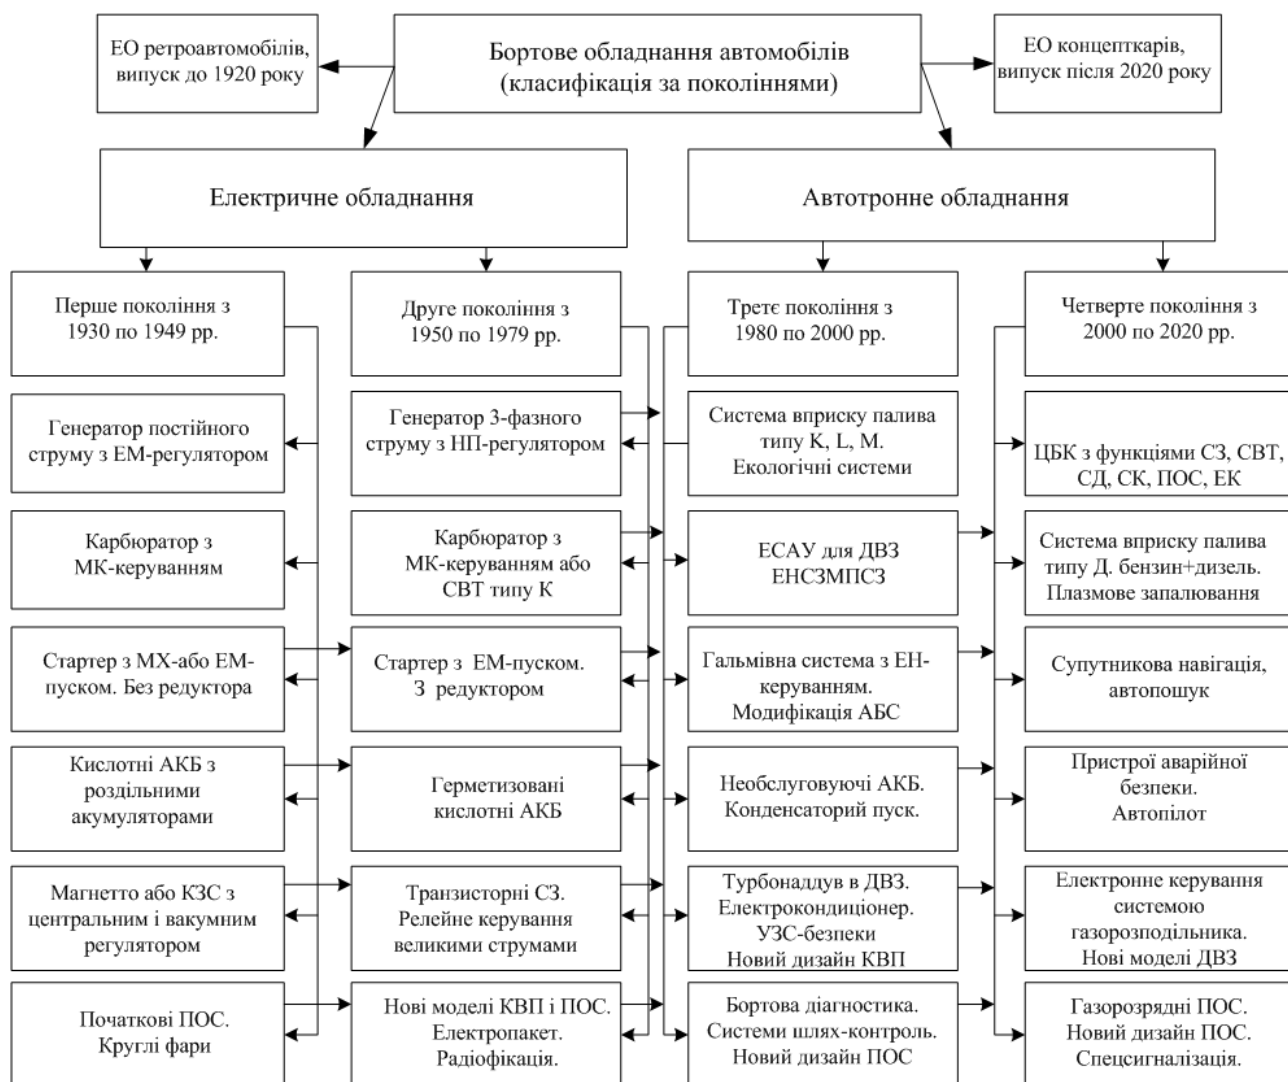 ЕО ретроавтомобілів,
випуск до 1920 року
Бортове обладнання автомобілів
(класифікація за поколіннями)
ЕО концепткарів,
випуск після 2020 року
Електричне обладнання
Автотронне обладнання
Перше покоління з
1930 по 1949 рр.
Друге покоління з
1950 по 1979 рр.
Третє покоління з
1980 по 2000 рр.
Четверте покоління з
2000 по 2020 рр.
Генератор постійного
струму з ЕМ-регулятором
Генератор 3-фазного
струму з НП-регулятором
Система вприску палива
типу K, L, M.
Екологічні системи
ЦБК з функціями СЗ, СВТ,
СД, СК, ПОС, ЕК
Карбюратор з
МК-керуванням
Карбюратор з
МК-керуванням або
СВТ типу К
ЕСАУ для ДВЗ
ЕНСЗМПСЗ
Система вприску палива
типу Д. бензин+дизель.
Плазмове запалювання
Стартер з МХ-або ЕМ-
пуском. Без редуктора
Стартер з ЕМ-пуском.
З редуктором
Гальмівна система з ЕН-
керуванням.
Модифікація АБС
Супутникова навігація,
автопошук
Кислотні АКБ з
роздільними
акумуляторами
Герметизовані
кислотні АКБ
Необслуговуючі АКБ.
Конденсаторий пуск.
Пристрої аварійної
безпеки.
Автопілот
Магнетто або КЗС з
центральним і вакумним
регулятором
Транзисторні СЗ.
Релейне керування
великими струмами
Турбонаддув в ДВЗ.
Електрокондиціонер.
УЗС-безпеки
Новий дизайн КВП
Електронне керування
системою
газорозподільника.
Нові моделі ДВЗ
Початкові ПОС.
Круглі фари
Нові моделі КВП і ПОС.
Електропакет.
Радіофікація.
Бортова діагностика.
Системи шлях-контроль.
Новий дизайн ПОС
Газорозрядні ПОС.
Новий дизайн ПОС.
Спецсигналізація.